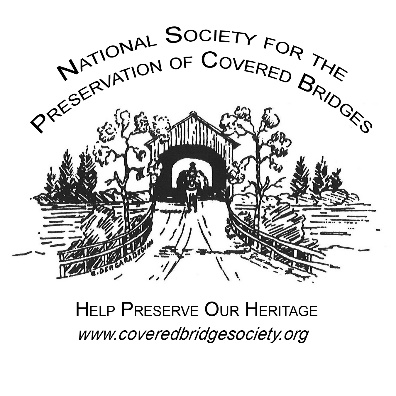 National Society for the
Preservation of Covered Bridges
Help Preserve Our Heritage
www.coveredbridgesociety.org